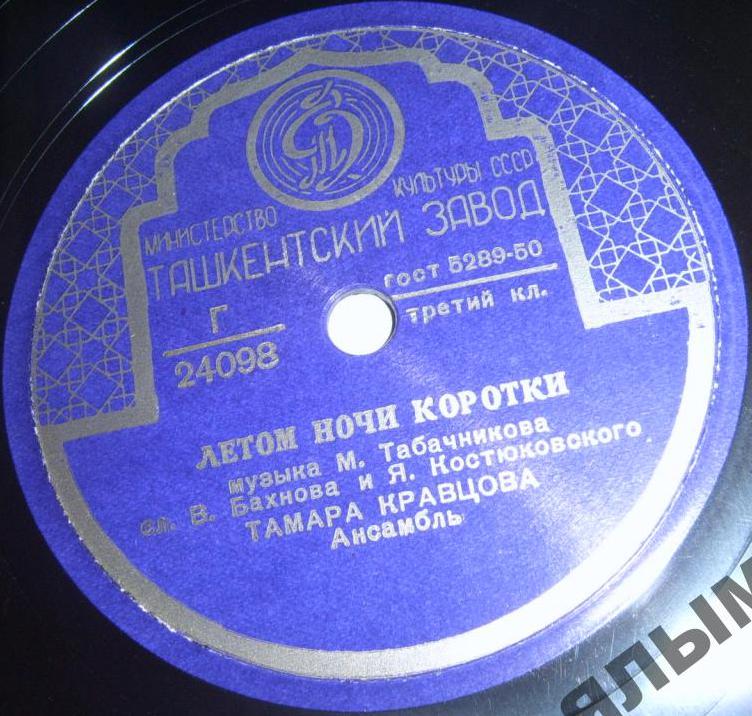 МИНИСТЕРСТВО КУЛЬТУРЫ СССР
ТАШКЕНТСКИЙ ЗАВОД
Г
24098
ГОСТ 5289-50
третий кл.
ЛЕТОМ НОЧИ КОРОТКИ
музыка М. Табачникова
сл. В. Бахнова и Я. Костюковского
ТАМАРА КРАВЦОВА
Ансамбль